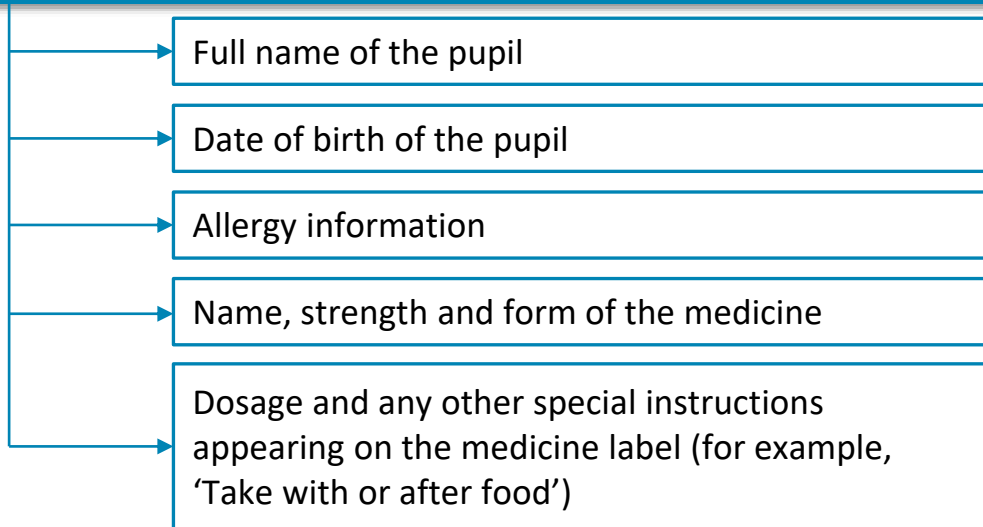 Full name of the pupil
Date of birth of the pupil
Allergy information
Name, strength and form of the medicine
Dosage and any other special instructions
appearing on the medicine label (for example,
‘Take with or after food’)